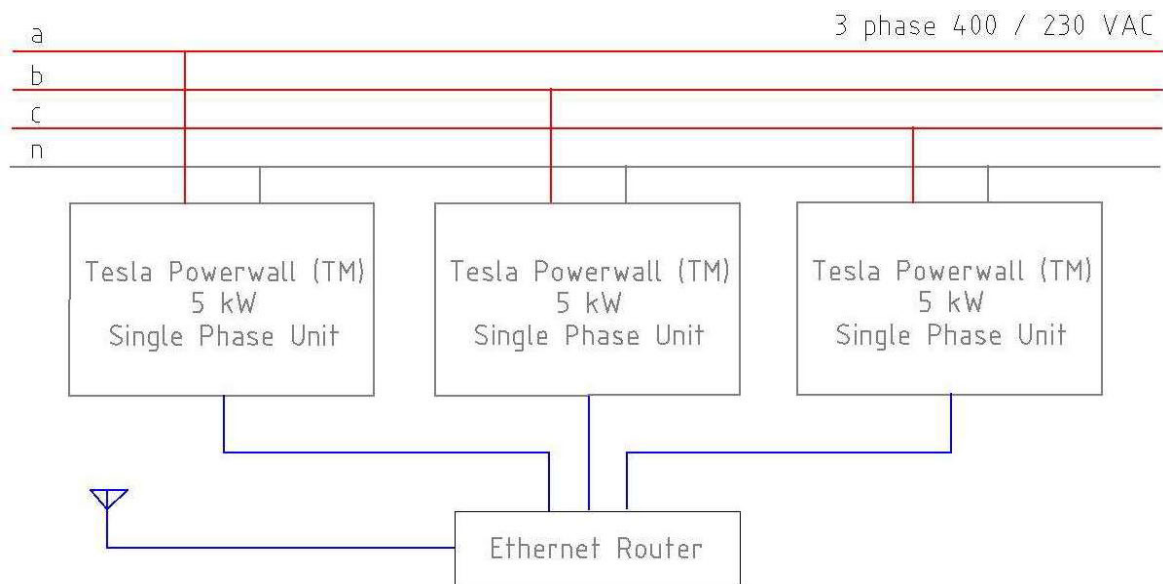 3 phase 400 / 230 VAC
a
b
c
n
Tesla Powerwall (TM)
5 kW
Single Phase Unit
Tesla Powerwall (TM)
5 kW
Single Phase Unit
Tesla Powerwall (TM)
5 kW
Single Phase Unit
Ethernet Router